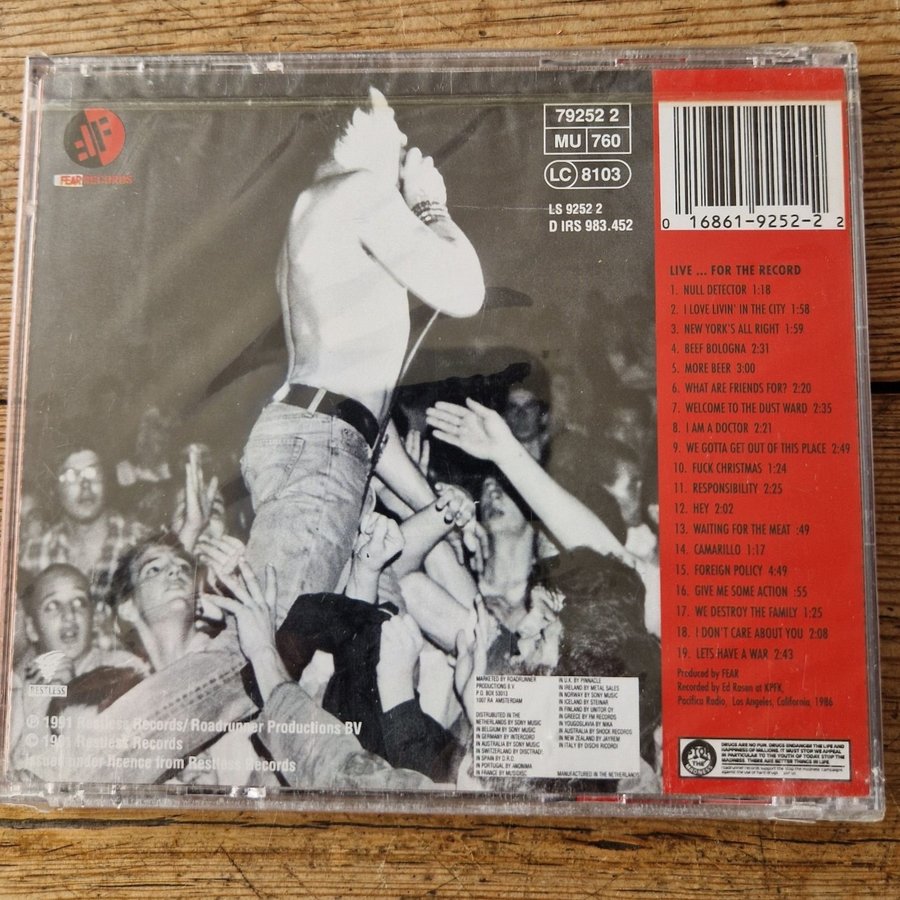 FEAR RECORDS
79252 2
MU 760
LC 8103
LS 9252 2
D IRS 983.452
0 16861-9252-2 2
LIVE ... FOR THE RECORD
1. NULL DETECTOR 1:18
2. I LOVE LIVIN' IN THE CITY 1:58
3. NEW YORK'S ALL RIGHT 1:59
4. BEEF BOLOGNA 2:31
5. MORE BEER 3:00
6. WHAT ARE FRIENDS FOR? 2:20
7. WELCOME TO THE DUST WARD 2:35
8. I AM A DOCTOR 2:21
9. WE GOTTA GET OUT OF THIS PLACE 2:49
10. FUCK CHRISTMAS 1:24
11. RESPONSIBILITY 2:25
12. HEY 2:02
13. WAITING FOR THE MEAT :49
14. CAMARILLO 1:17
15. FOREIGN POLICY 4:49
16. GIVE ME SOME ACTION :55
17. WE DESTROY THE FAMILY 1:25
18. I DON'T CARE ABOUT YOU 2:08
19. LETS HAVE A WAR 2:43
Produced by FEAR
Recorded by Ed Rosen at KPFK,
Pacifica Radio, Los Angeles, California, 1986
RESTLESS
℗ 1991 Restless Records/Roadrunner Productions BV
© 1991 Restless Records
licence from Restless Records
MARKETED BY ROADRUNNER
PRODUCTIONS B.V.
P.O. BOX 53013
1007 RA AMSTERDAM
DISTRIBUTED IN THE
NETHERLANDS BY SONY MUSIC
IN BELGIUM BY SONY MUSIC
IN GERMANY BY INTERCORD
IN AUSTRIA BY SONY MUSIC
IN SWITZERLAND BY DISCTRADE
IN SPAIN BY D.R.O.
IN PORTUGAL BY ANONIMA
IN FRANCE BY MUSIDISC
IN U.K. BY PINNACLE
IN IRELAND BY METAL SALES
IN NORWAY BY SONY MUSIC
IN ICELAND BY STEINAR
IN FINLAND BY UNITOR OY
IN GREECE BY FM RECORDS
IN YUGOSLAVIA BY NIKA
IN AUSTRALIA BY SHOCK RECORDS
IN NEW ZEALAND BY JAYREM
IN ITALY BY DISCHI RICORDI
MANUFACTURED IN THE NETHERLANDS
STOP THE MADNESS
DRUGS ARE NO FUN. DRUGS ENDANGER THE LIFE AND
HAPPINESS OF MILLIONS. IT MUST STOP WE APPEAL
IN PARTICULAR TO THE YOUTH OF TODAY. STOP THE
MADNESS. HAPPINESS ARE BETTER THINGS IN LIFE